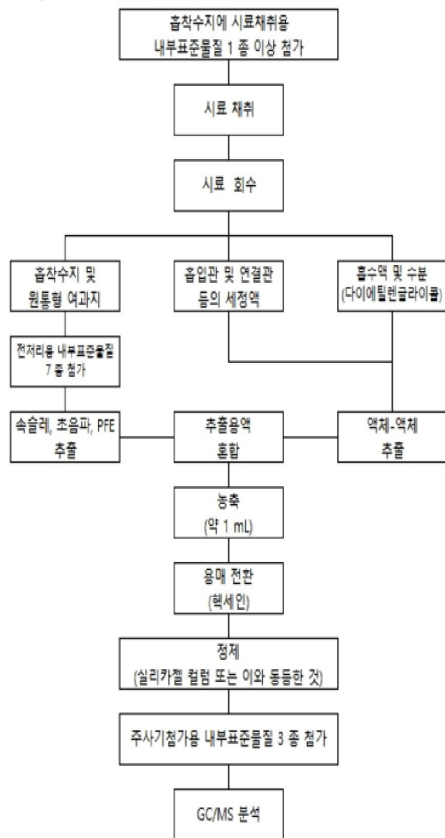 흡착수지에 시료채취용
내부표준물질 1 종 이상 첨가
시료 채취
시료 회수
흡착수지 및
원통형 여과지
흡입관 및 연결관
등의 세정액
흡수액 및 수분
(다이에틸렌글라이콜)
전처리용 내부표준물질
7 종 첨가
속슬레, 초음파, PFE
추출
추출용액
혼합
액체-액체
추출
농축
(약 1 mL)
용매 전환
(헥세인)
정제
(실리카젤 컬럼 또는 이와 동등한 것)
주사기첨가용 내부표준물질 3 종 첨가
GC/MS 분석